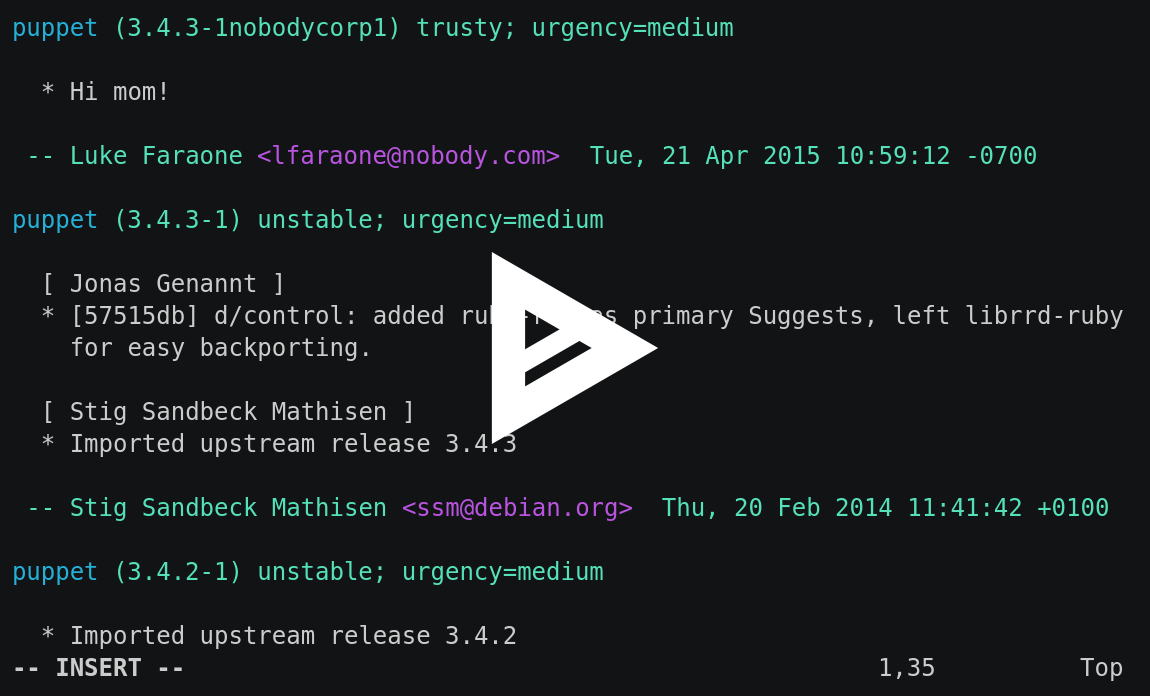 puppet (3.4.3-1nobodycorp1) trusty; urgency=medium
* Hi mom!
-- Luke Faraone <lfaraone@nobody.com>  Tue, 21 Apr 2015 10:59:12 -0700
puppet (3.4.3-1) unstable; urgency=medium
[ Jonas Genannt ]
* [57515db] d/control: added primary Suggests, left librrd-ruby
for easy backporting.
[ Stig Sandbeck Mathisen ]
* Imported upstream release 3.4.3
-- Stig Sandbeck Mathisen <ssm@debian.org>  Thu, 20 Feb 2014 11:41:42 +0100
puppet (3.4.2-1) unstable; urgency=medium
* Imported upstream release 3.4.2
-- INSERT -- 1,35 Top